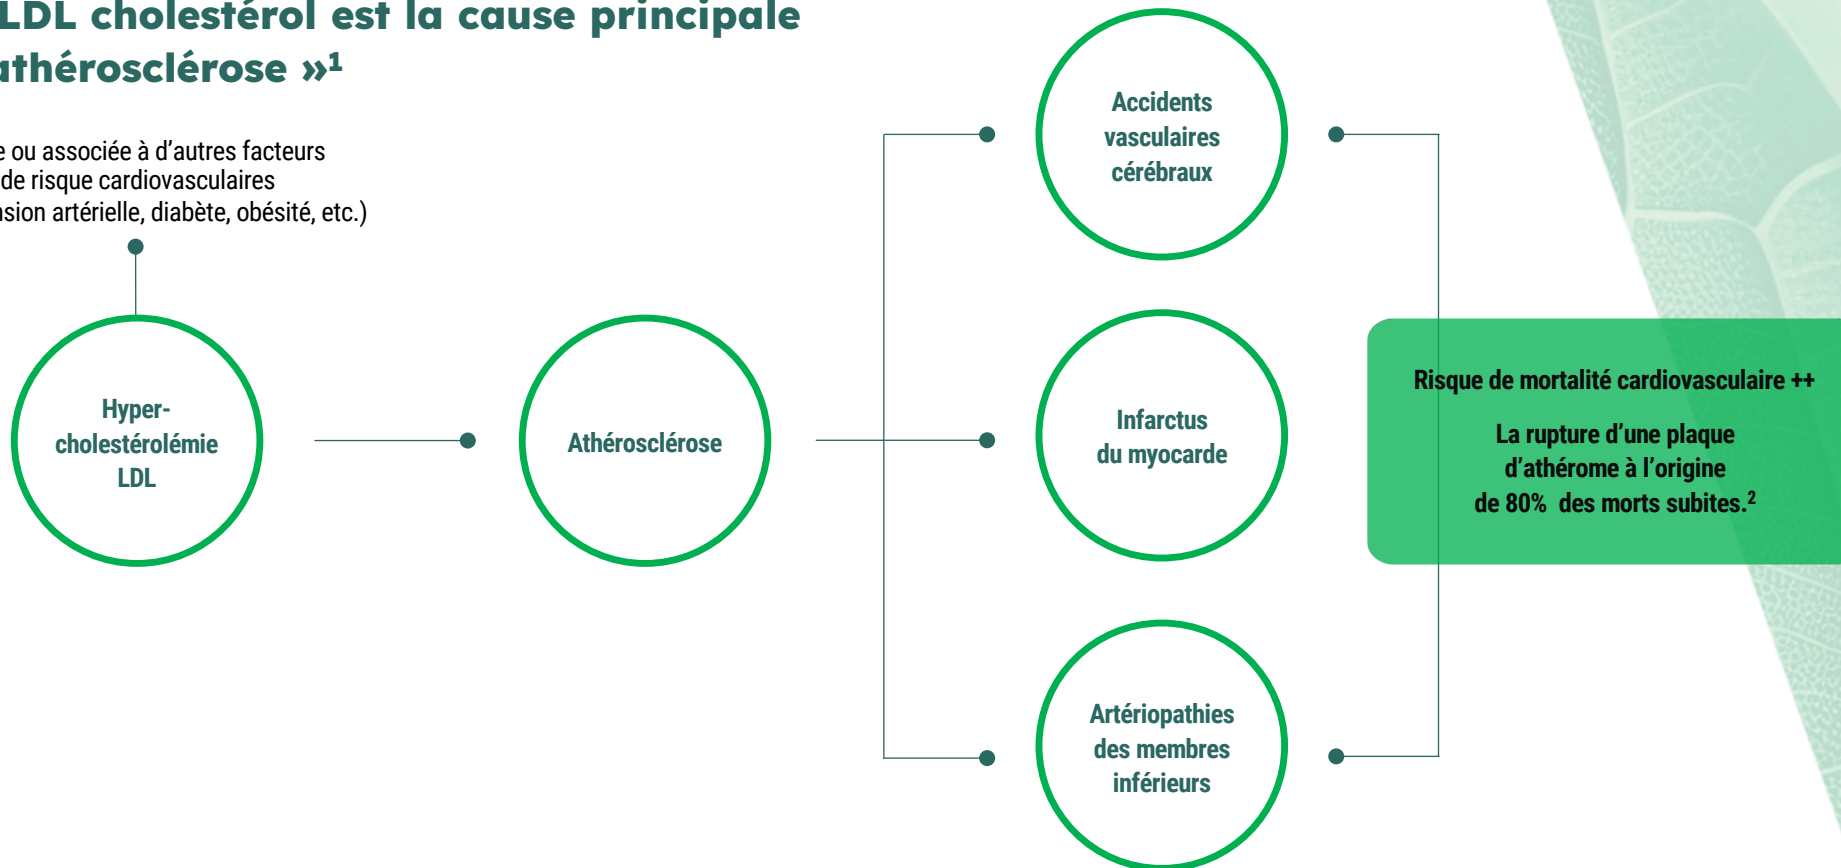 LDL cholestérol est la cause principale
athérosclérose »¹
e ou associée à d’autres facteurs
de risque cardiovasculaires
nsion artérielle, diabète, obésité, etc.)
Hyper-
cholestérolémie
LDL
Athérosclérose
Accidents
vasculaires
cérébraux
Infarctus
du myocarde
Artériopathies
des membres
inférieurs
Risque de mortalité cardiovasculaire ++
La rupture d’une plaque
d’athérome à l’origine
de 80% des morts subites.²